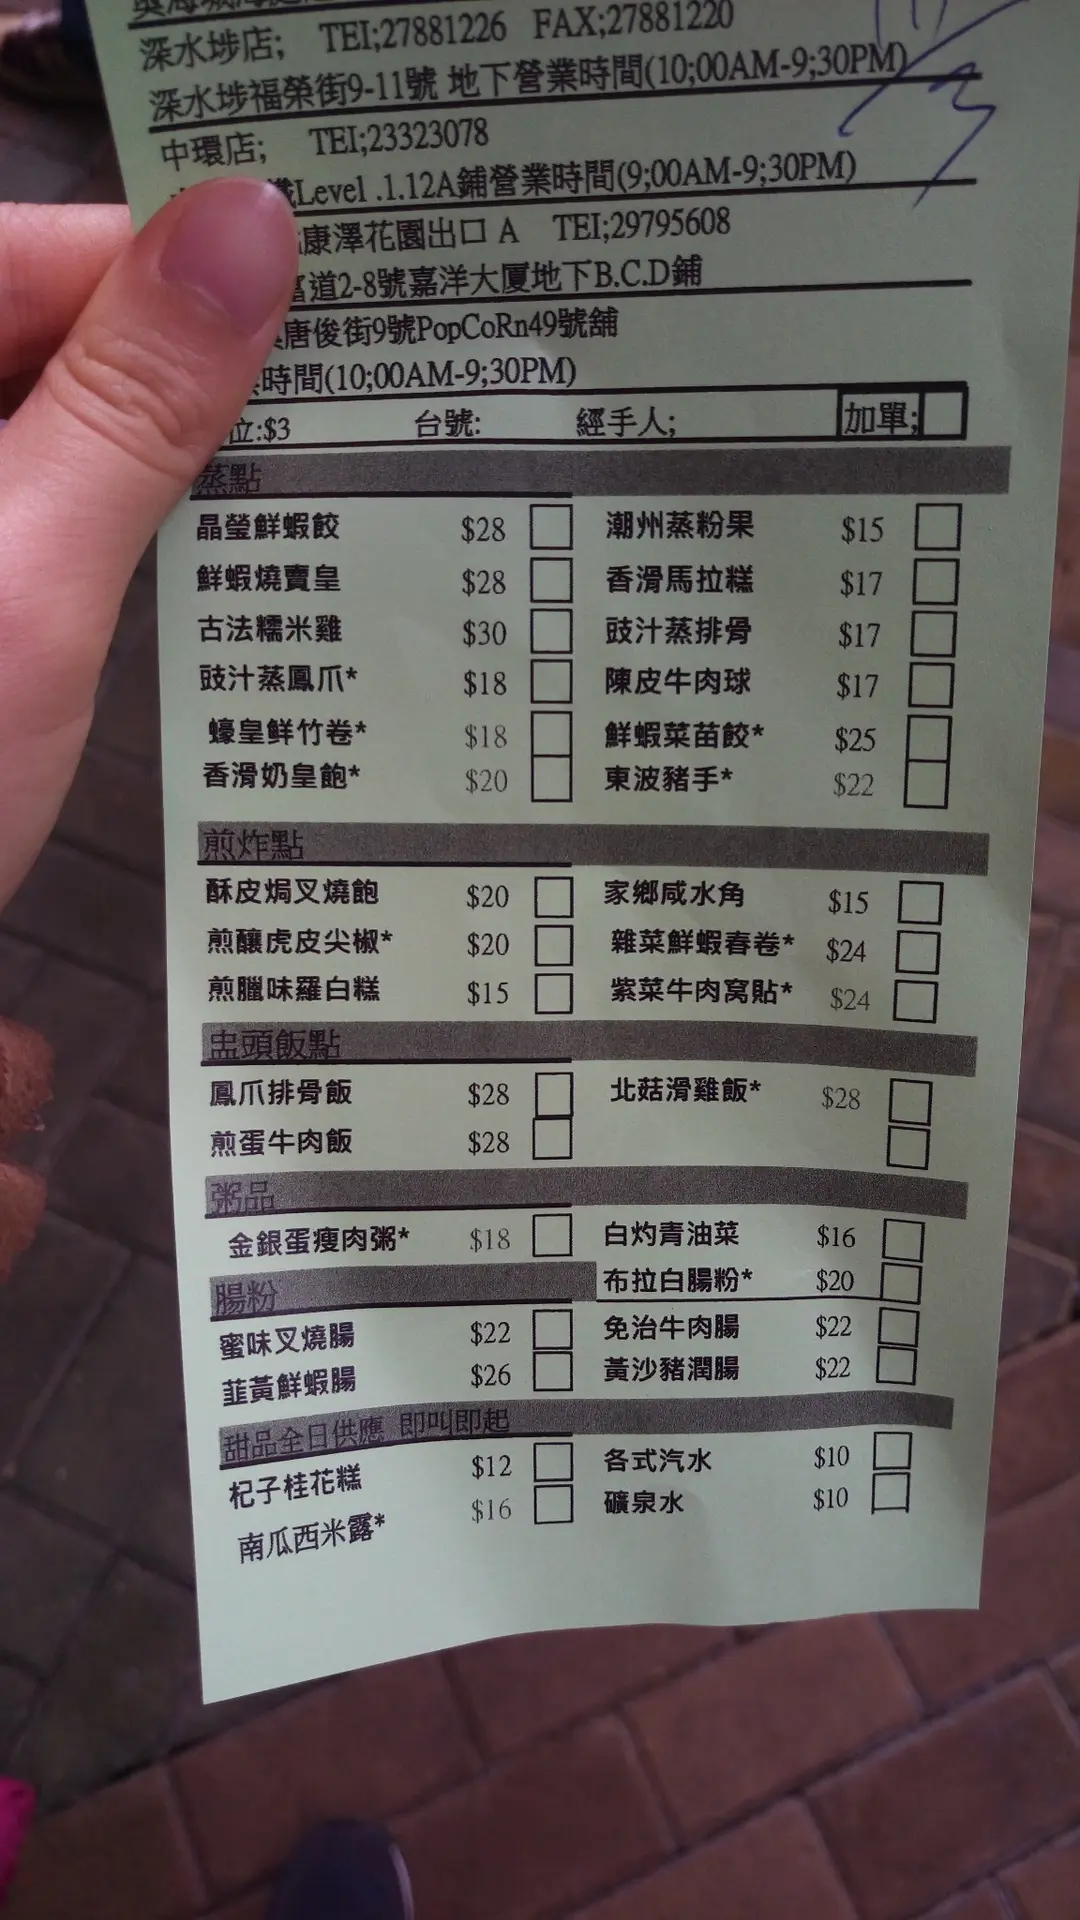 深水埗店; TEI;27881226 FAX;27881220
深水埗福榮街9-11號 地下營業時間(10;00AM-9;30PM)
中環店; TEI;23323078
Level .1.12A鋪營業時間(9;00AM-9;30PM)
康澤花園出口 A TEI;29795608
道2-8號嘉洋大厦地下B.C.D鋪
唐俊街9號PopCoRn49號舖
時間(10;00AM-9;30PM)
位:$3 台號: 經手人; 加單;
蒸點
晶瑩鮮蝦餃 $28 潮州蒸粉果 $15
鮮蝦燒賣皇 $28 香滑馬拉糕 $17
古法糯米雞 $30 豉汁蒸排骨 $17
豉汁蒸鳳爪* $18 陳皮牛肉球 $17
蠔皇鮮竹卷* $18 鮮蝦菜苗餃* $25
香滑奶皇飽* $20 東波豬手* $22
煎炸點
酥皮焗叉燒飽 $20 家鄉咸水角 $15
煎釀虎皮尖椒* $20 雜菜鮮蝦春卷* $24
煎臘味羅白糕 $15 紫菜牛肉窩貼* $24
盅頭飯點
鳳爪排骨飯 $28 北菇滑雞飯* $28
煎蛋牛肉飯 $28
粥品
金銀蛋瘦肉粥* $18 白灼青油菜 $16
腸粉 布拉白腸粉* $20
蜜味叉燒腸 $22 免治牛肉腸 $22
韮黃鮮蝦腸 $26 黃沙豬潤腸 $22
甜品全日供應 即叫即起
杞子桂花糕 $12 各式汽水 $10
南瓜西米露* $16 礦泉水 $10